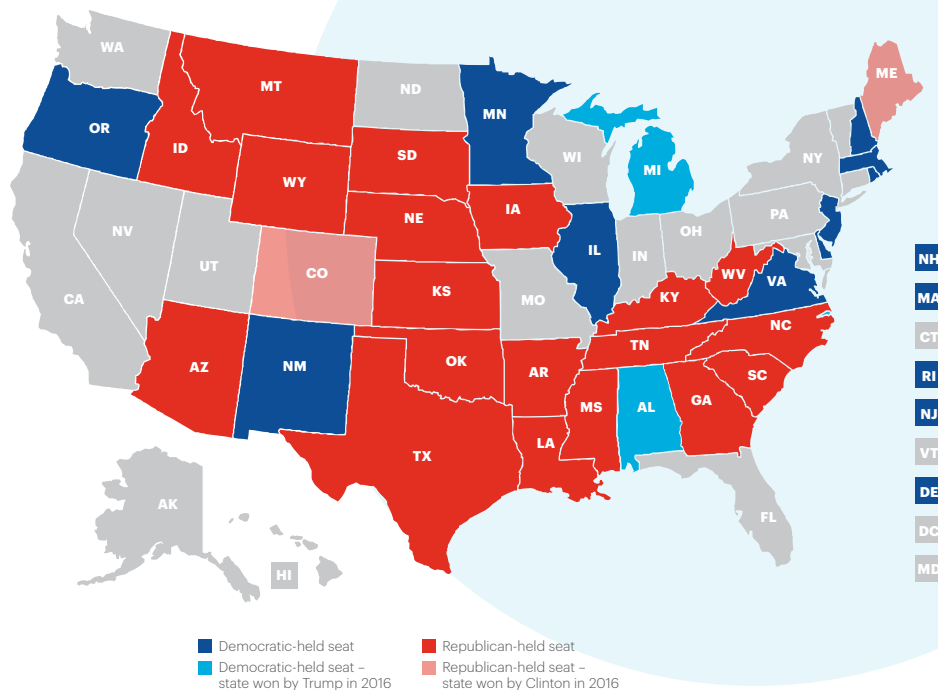 WA
MT
ND
MN
ME
OR
ID
SD
WI
MI
NY
WY
IA
NE
PA
NV
UT
CO
IL
IN
OH
NH
CA
KS
MO
KY
WV
VA
MA
NC
CT
AZ
NM
OK
AR
TN
SC
RI
MS
AL
GA
NJ
TX
LA
VT
AK
FL
DE
DC
HI
MD
Democratic-held seat
Republican-held seat
Democratic-held seat –
state won by Trump in 2016
Republican-held seat –
state won by Clinton in 2016